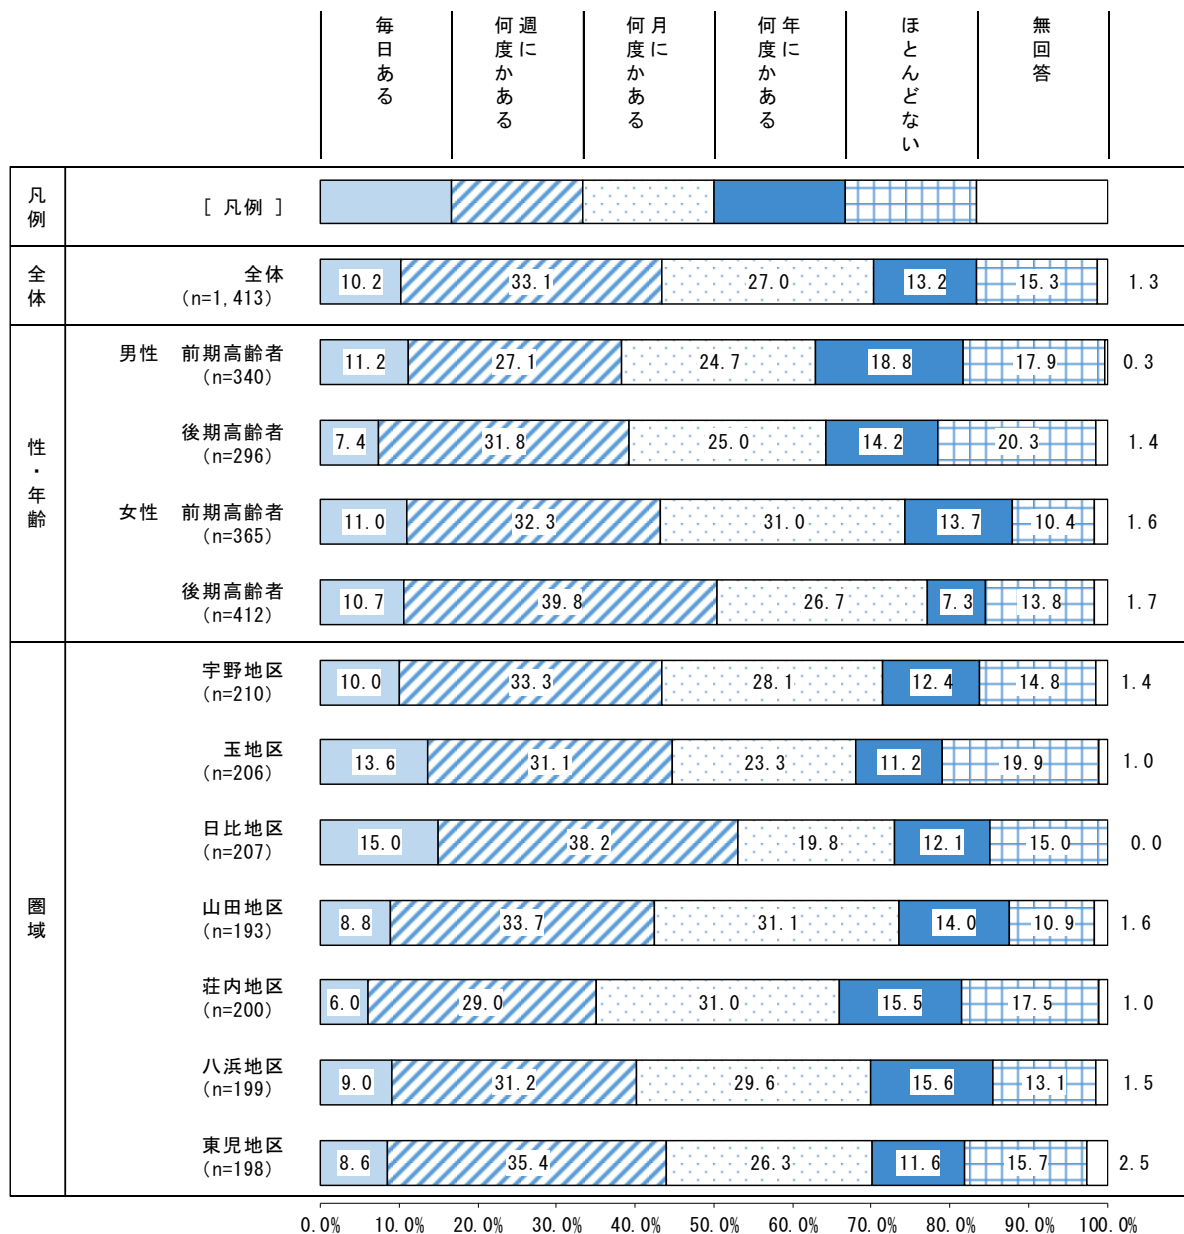 毎日ある
週に何度かある
月に何度かある
年に何度かある
ほとんどない
無回答
凡例
[ 凡例 ]
全体
全体
(n=1,413)
10.2 33.1 27.0 13.2 15.3 1.3
性・年齢
男性 前期高齢者
(n=340)
11.2 27.1 24.7 18.8 17.9 0.3
後期高齢者
(n=296)
7.4 31.8 25.0 14.2 20.3 1.4
女性 前期高齢者
(n=365)
11.0 32.3 31.0 13.7 10.4 1.6
後期高齢者
(n=412)
10.7 39.8 26.7 7.3 13.8 1.7
圏域
宇野地区
(n=210)
10.0 33.3 28.1 12.4 14.8 1.4
玉地区
(n=206)
13.6 31.1 23.3 11.2 19.9 1.0
日比地区
(n=207)
15.0 38.2 19.8 12.1 15.0 0.0
山田地区
(n=193)
8.8 33.7 31.1 14.0 10.9 1.6
荘内地区
(n=200)
6.0 29.0 31.0 15.5 17.5 1.0
八浜地区
(n=199)
9.0 31.2 29.6 15.6 13.1 1.5
東児地区
(n=198)
8.6 35.4 26.3 11.6 15.7 2.5
0.0% 10.0% 20.0% 30.0% 40.0% 50.0% 60.0% 70.0% 80.0% 90.0% 100.0%